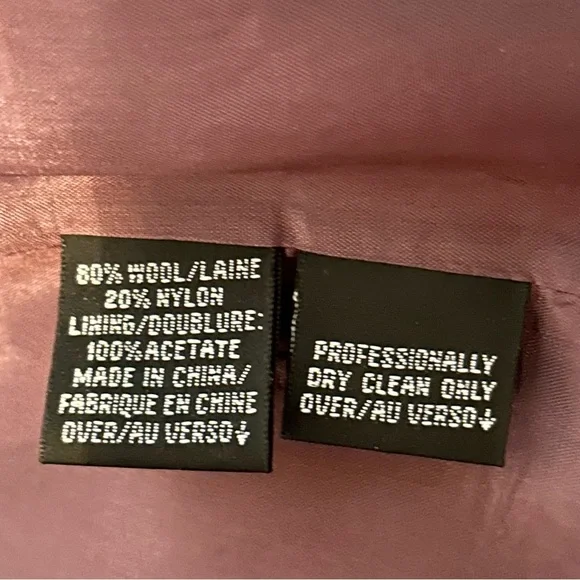 80% WOOL/LAINE
20% NYLON
LINING/DOUBLURE:
100% ACETATE
MADE IN CHINA/
FABRIQUE EN CHINE
OVER/AU VERSO↓
PROFESSIONALLY
DRY CLEAN ONLY
OVER/AU VERSO↓